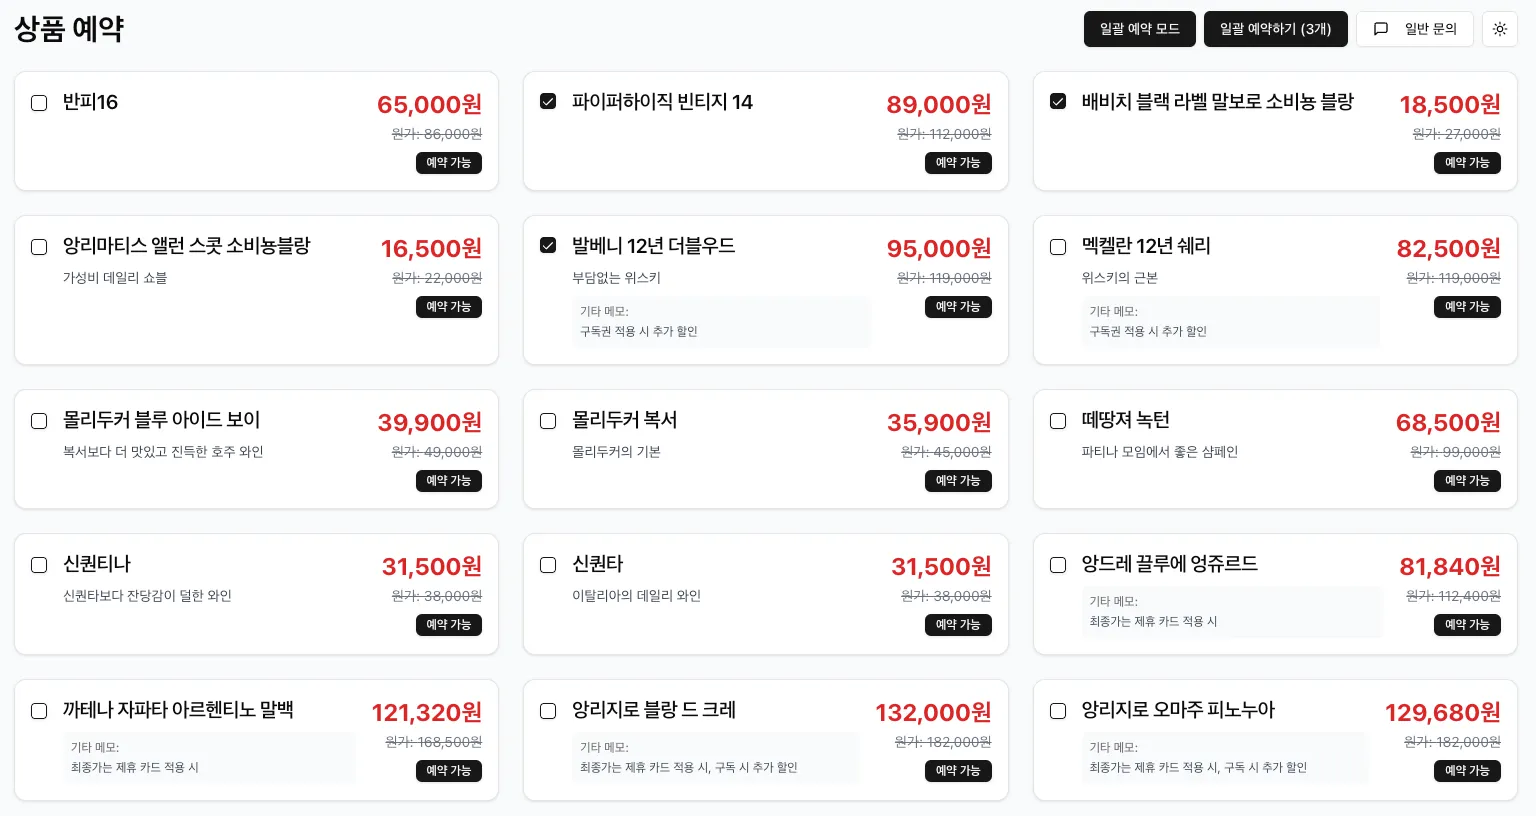 상품 예약
일괄 예약 모드
일괄 예약하기 (3개)
일반 문의
반피16
65,000원
원가: 86,000원
예약 가능
파이퍼하이직 빈티지 14
89,000원
원가: 112,000원
예약 가능
배비치 블랙 라벨 말보로 소비뇽 블랑
18,500원
원가: 27,000원
예약 가능
앙리마티스 앨런 스콧 소비뇽블랑
16,500원
가성비 데일리 쇼블
원가: 22,000원
예약 가능
발베니 12년 더블우드
95,000원
부담없는 위스키
원가: 119,000원
예약 가능
기타 메모:
구독권 적용 시 추가 할인
멕켈란 12년 쉐리
82,500원
위스키의 근본
원가: 119,000원
예약 가능
기타 메모:
구독권 적용 시 추가 할인
몰리두커 블루 아이드 보이
39,900원
복서보다 더 맛있고 진득한 호주 와인
원가: 49,000원
예약 가능
몰리두커 복서
35,900원
몰리두커의 기본
원가: 45,000원
예약 가능
떼땅져 녹턴
68,500원
파티나 모임에서 좋은 샴페인
원가: 99,000원
예약 가능
신퀀티나
31,500원
신퀀타보다 잔당감이 덜한 와인
원가: 38,000원
예약 가능
신퀀타
31,500원
이탈리아의 데일리 와인
원가: 38,000원
예약 가능
앙드레 끌루에 엉쥬르드
81,840원
원가: 112,400원
예약 가능
기타 메모:
최종가는 제휴 카드 적용 시
까테나 자파타 아르헨티노 말백
121,320원
원가: 168,500원
예약 가능
기타 메모:
최종가는 제휴 카드 적용 시
앙리지로 블랑 드 크레
132,000원
원가: 182,000원
예약 가능
기타 메모:
최종가는 제휴 카드 적용 시, 구독 시 추가 할인
앙리지로 오마주 피노누아
129,680원
원가: 182,000원
예약 가능
기타 메모:
최종가는 제휴 카드 적용 시, 구독 시 추가 할인